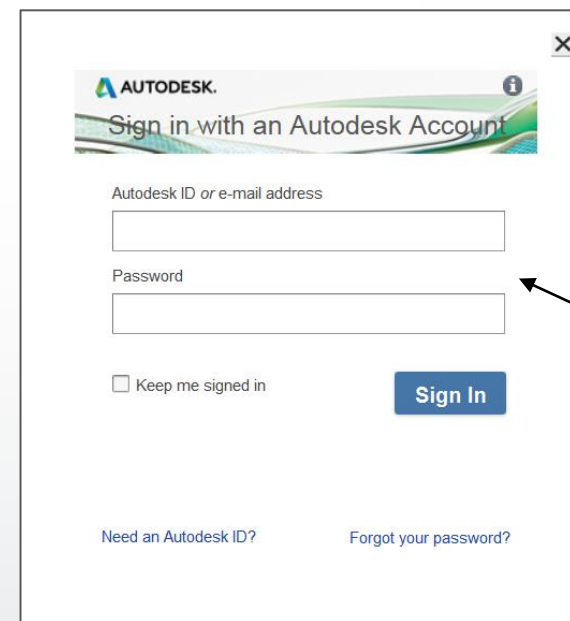 AUTODESK.
Sign in with an Autodesk Account
Autodesk ID or e-mail address
Password
Keep me signed in
Sign In
Need an Autodesk ID?
Forgot your password?